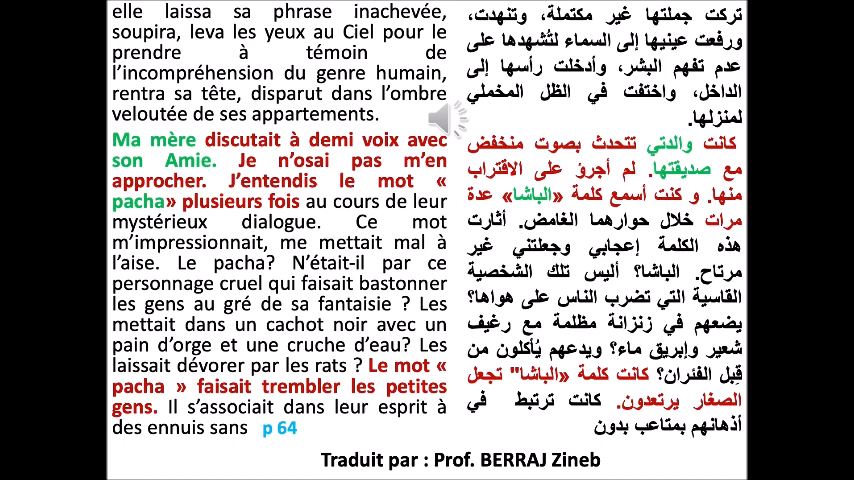 elle laissa sa phrase inachevée,
soupira, leva les yeux au Ciel pour le
prendre à témoin de
l'incompréhension du genre humain,
rentra sa tête, disparut dans l'ombre
veloutée de ses appartements.
Ma mère discutait à demi voix avec
son Amie. Je n'osai pas m'en
approcher. J'entendis le mot «
pacha» plusieurs fois au cours de leur
mystérieux dialogue. Ce mot
m'impressionnait, me mettait mal à
l'aise. Le pacha? N'était-il par ce
personnage cruel qui faisait bastonner
les gens au gré de sa fantaisie ? Les
mettait dans un cachot noir avec un
pain d'orge et une cruche d'eau? Les
laissait dévorer par les rats ? Le mot «
pacha » faisait trembler les petites
gens. Il s'associait dans leur esprit à
des ennuis sans p 64
تركت جملتها غير مكتملة، وتنهدت،
ورفعت عينيها إلى السماء لتُشهدها على
عدم تفهم البشر، وأدخلت رأسها إلى
الداخل، واختفت في الظل المخملي
لمنزلها.
كانت والدتي تتحدث بصوت منخفض
مع صديقتها. لم أجرؤ على الاقتراب
منها. و كنت أسمع كلمة «الباشا» عدة
مرات خلال حوارهما الغامض. أثارت
هذه الكلمة إعجابي وجعلتني غير
مرتاح. الباشا؟ أليس تلك الشخصية
القاسية التي تضرب الناس على هواها؟
يضعهم في زنزانة مظلمة مع رغيف
شعير وإبريق ماء؟ ويدعهم يُأكلون من
قِبل الفئران؟ كانت كلمة «الباشا" تجعل
الصغار يرتعدون. كانت ترتبط في
أذهانهم بمتاعب بدون
Traduit par : Prof. BERRAJ Zineb